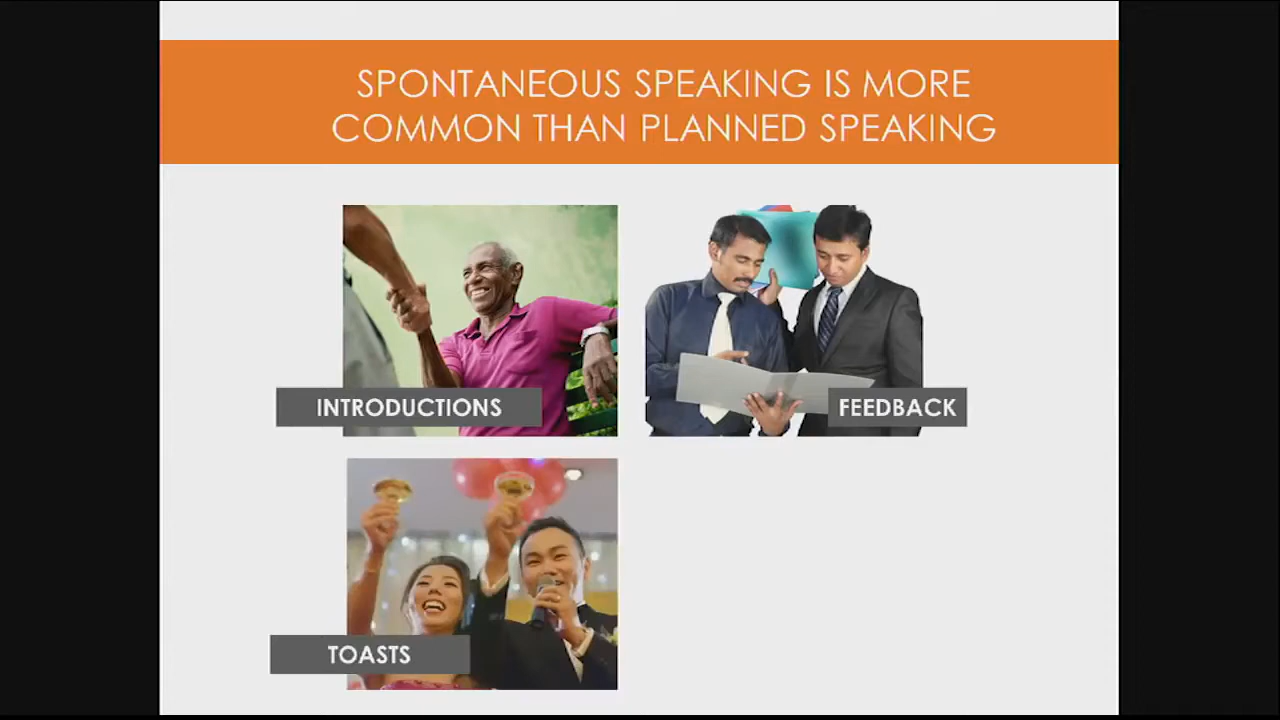 SPONTANEOUS SPEAKING IS MORE
COMMON THAN PLANNED SPEAKING
INTRODUCTIONS
FEEDBACK
TOASTS